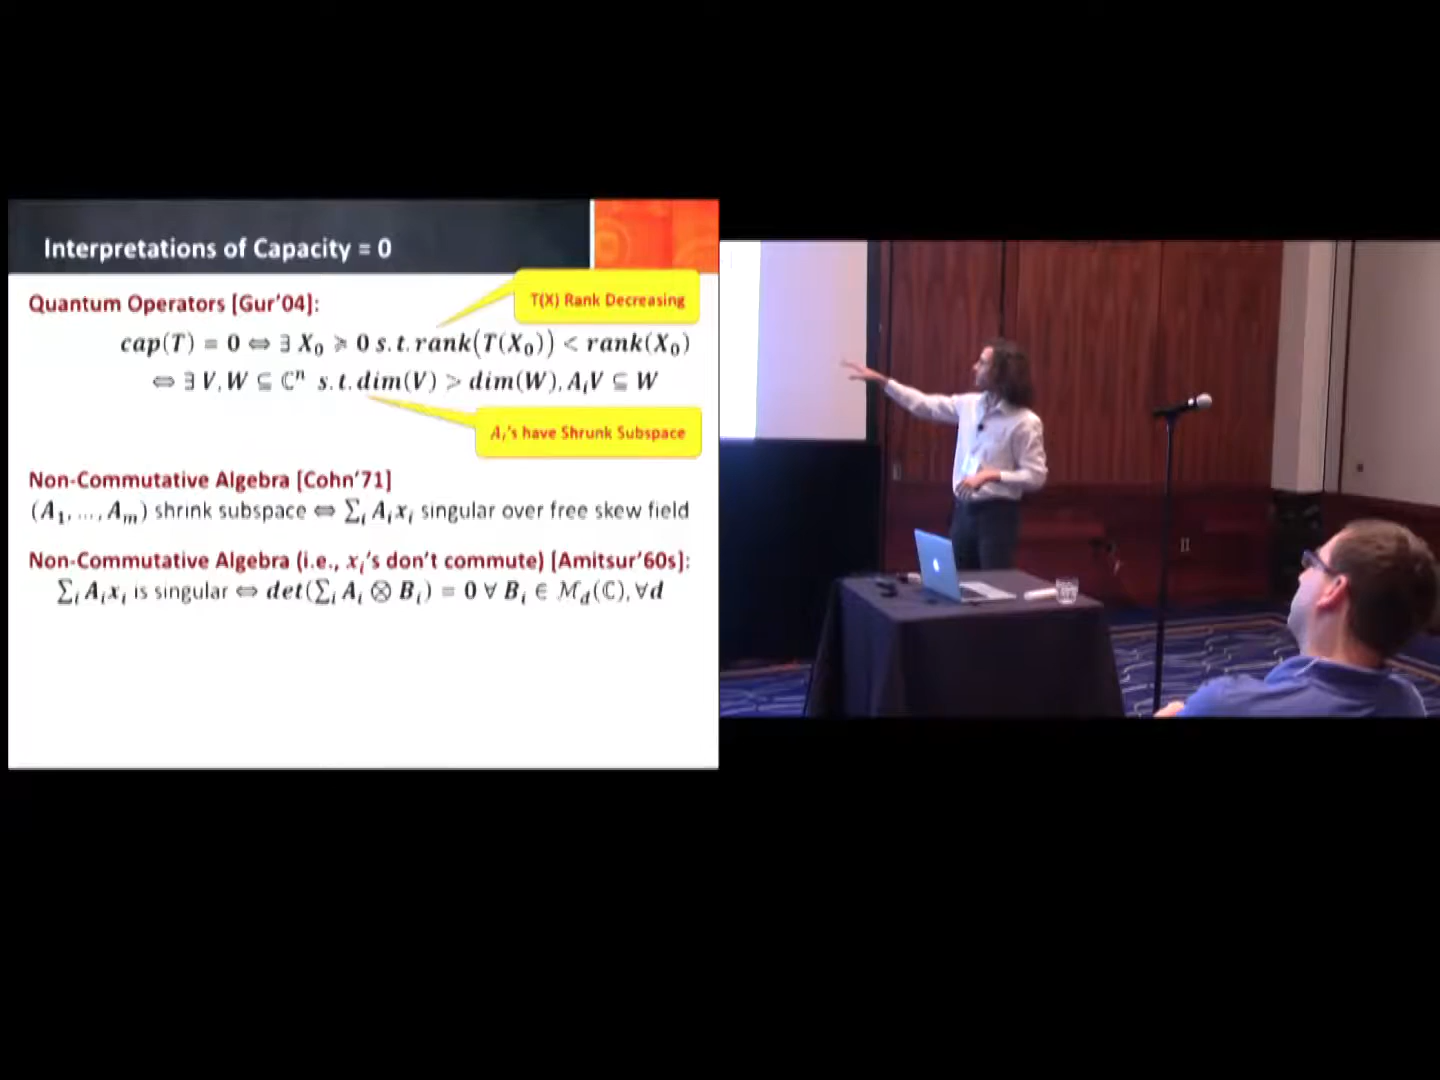 Interpretations of Capacity = 0
T(X) Rank Decreasing
Quantum Operators [Gur'04]:
cap(T) = 0 ⇔ ∃ X₀ ≽ 0 s.t. rank(T(X₀)) < rank(X₀)
⇔ ∃ V, W ⊆ ℂⁿ s.t. dim(V) > dim(W), AᵢV ⊆ W
Aᵢ's have Shrunk Subspace
Non-Commutative Algebra [Cohn'71]
(A₁, ..., Aₘ) shrink subspace ⇔ ∑ᵢ Aᵢxᵢ singular over free skew field
Non-Commutative Algebra (i.e., xᵢ's don't commute) [Amitsur'60s]:
∑ᵢ Aᵢxᵢ is singular ⇔ det(∑ᵢ Aᵢ ⊗ Bᵢ) = 0 ∀ Bᵢ ∈ M_d(ℂ), ∀d